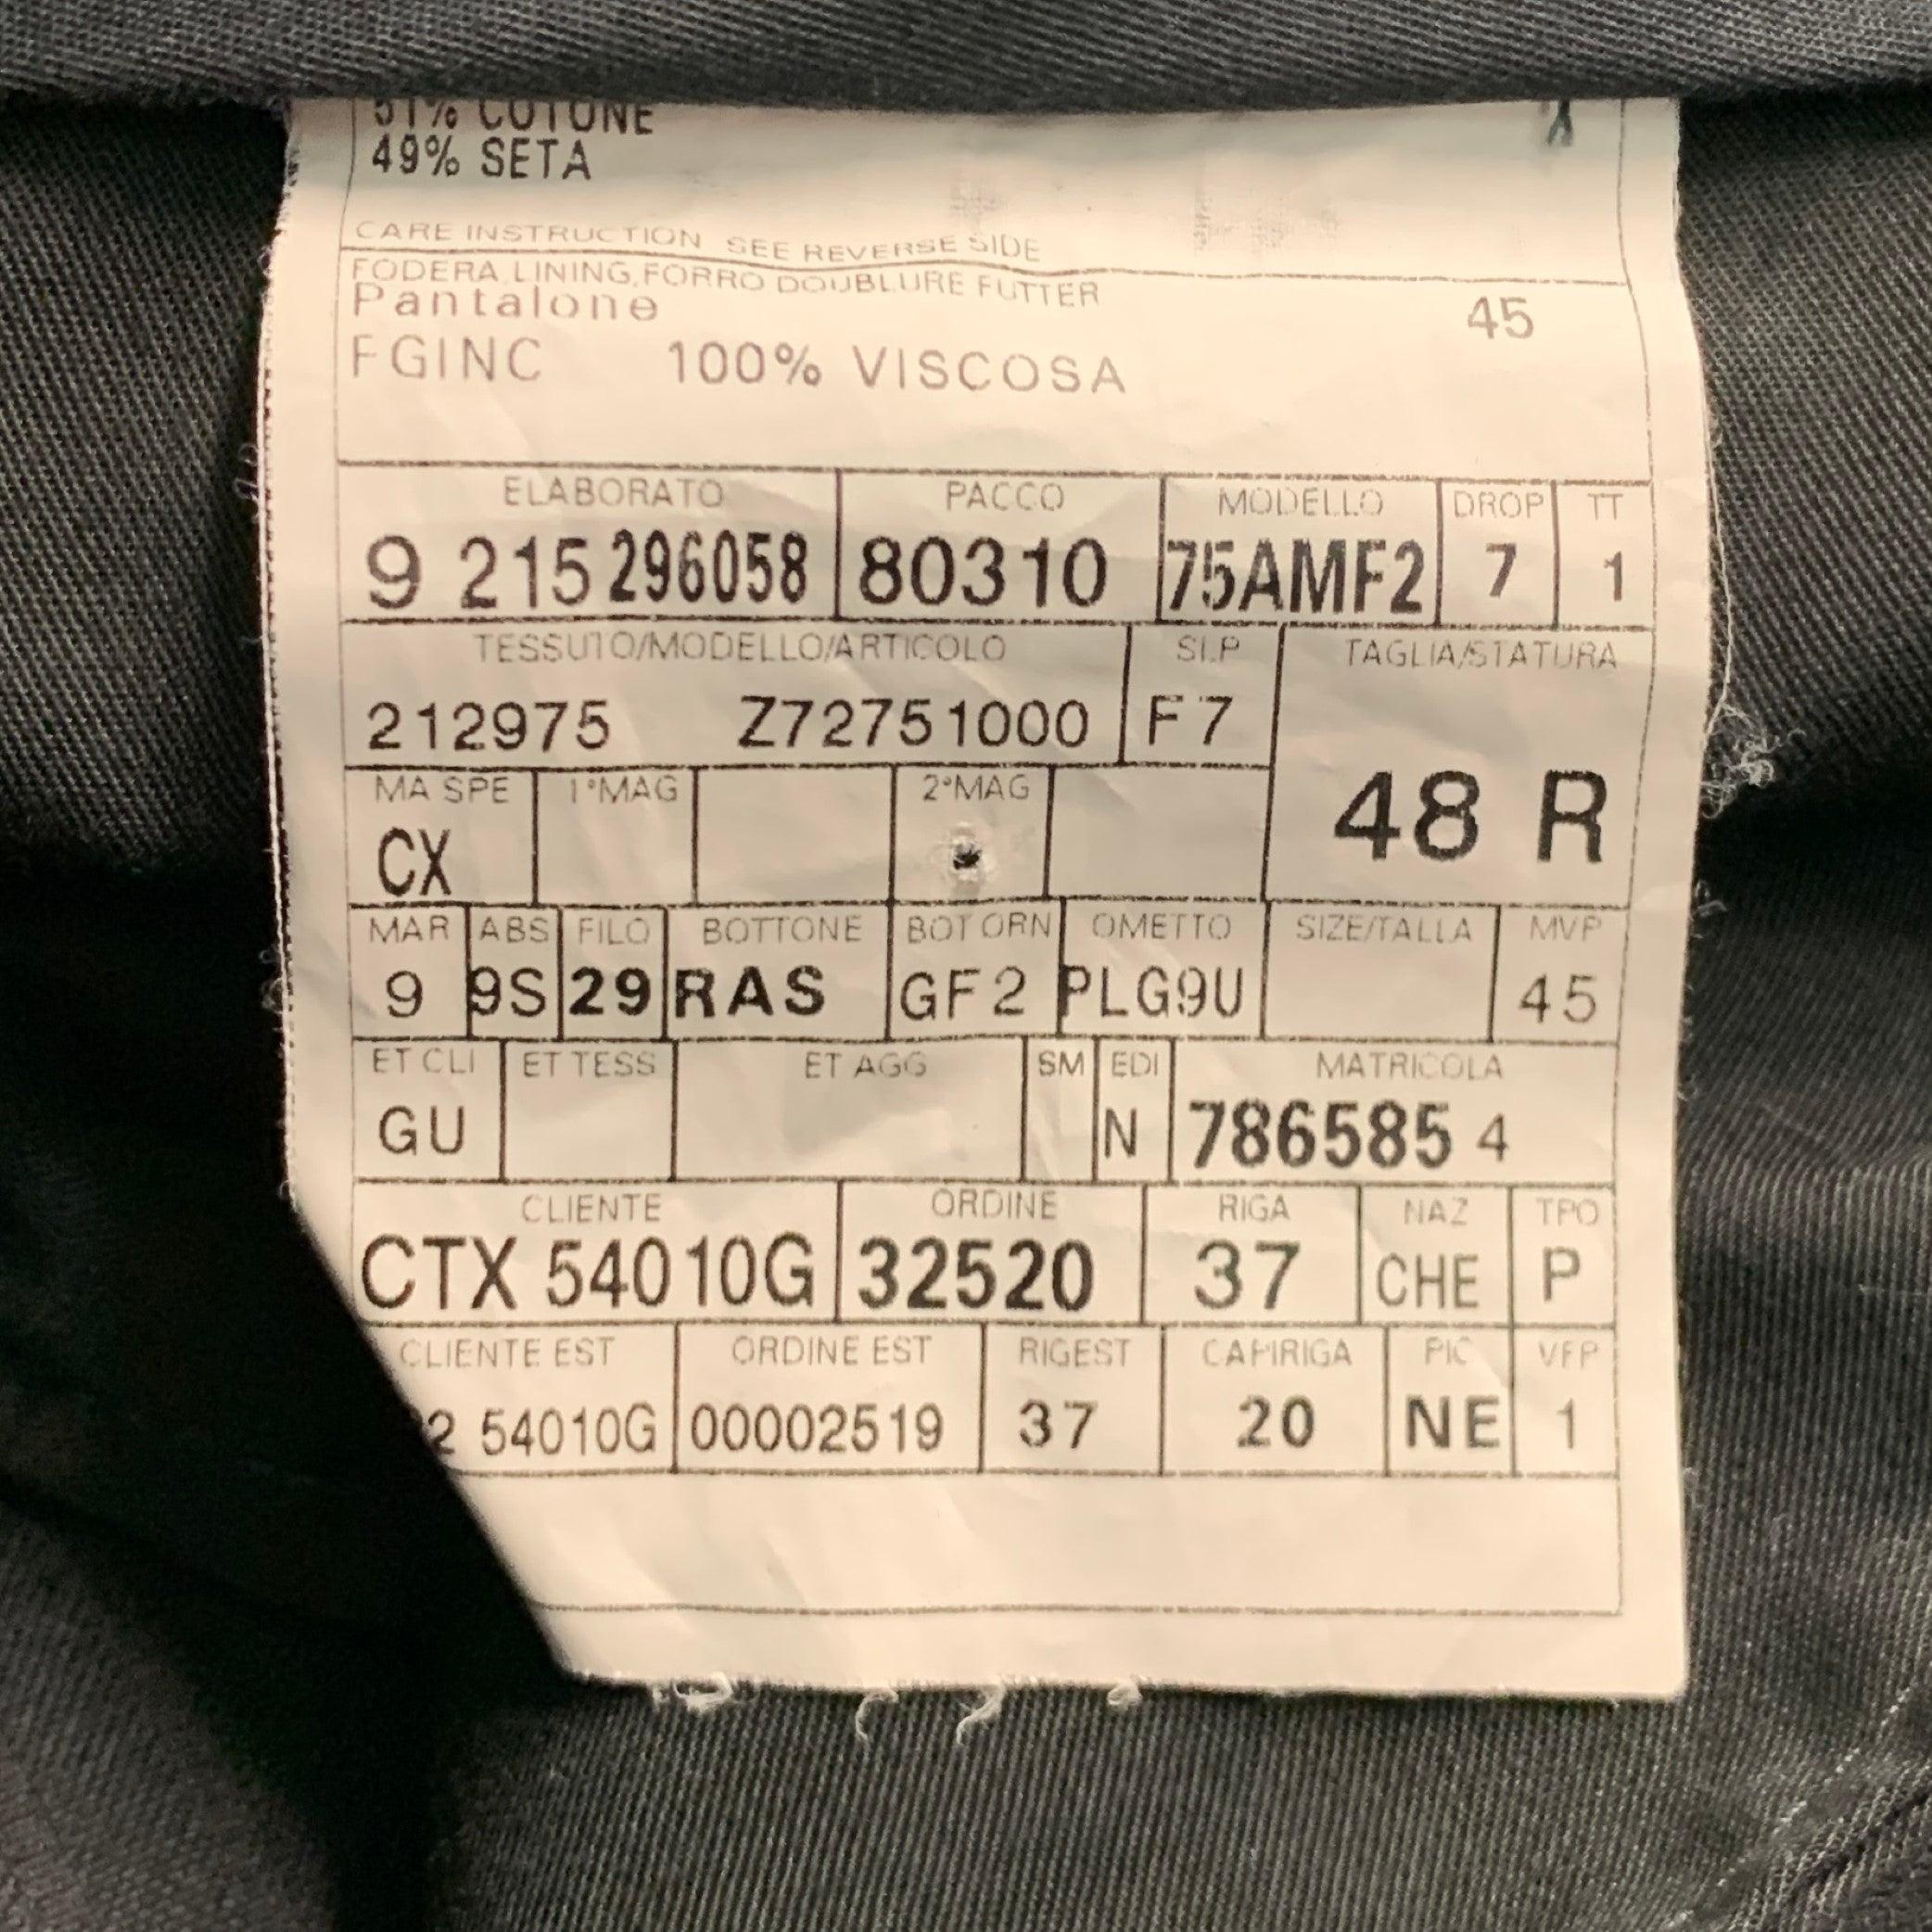 51% COTONE
49% SETA
CARE INSTRUCTION SEE REVERSE SIDE
FODERA,LINING,FORRO DOUBLURE FUTTER
Pantalone 45
FGINC 100% VISCOSA
ELABORATO PACCO MODELLO DROP TT
9 215 296058 80310 75AMF2 7 1
TESSUTO/MODELLO/ARTICOLO SI.P TAGLIA/STATURA
212975 Z72751000 F7
48 R
MA SPE 1°MAG 2°MAG
CX
MAR ABS FILO BOTTONE BOT ORN OMETTO SIZE/TALLA MVP
9 9S 29 RAS GF2 PLG9U 45
ET CLI ET TESS ET AGG SM EDI MATRICOLA
GU N 786585 4
CLIENTE ORDINE RIGA NAZ TPO
CTX 54010G 32520 37 CHE P
CLIENTE EST ORDINE EST RIGEST CAPIRIGA PIC VFP
2 54010G 00002519 37 20 NE 1